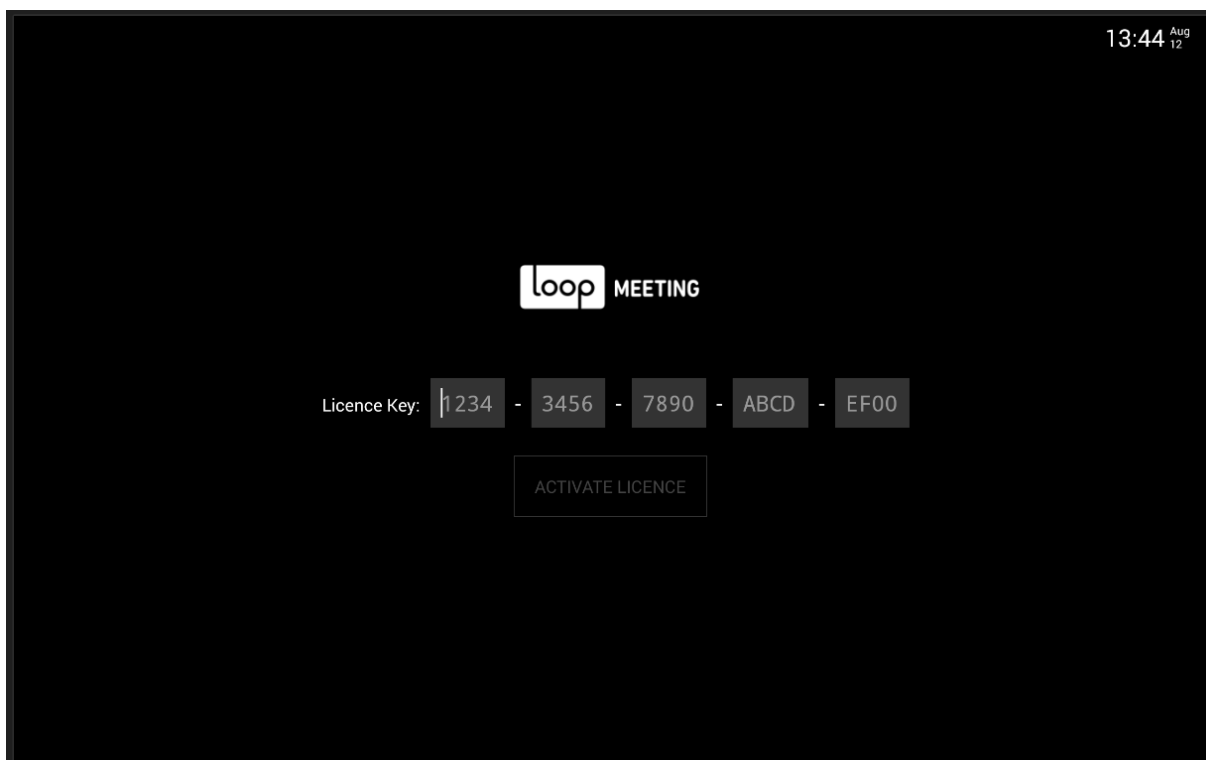 13:44 Aug 12
loop MEETING
Licence Key: 1234 - 3456 - 7890 - ABCD - EF00
ACTIVATE LICENCE